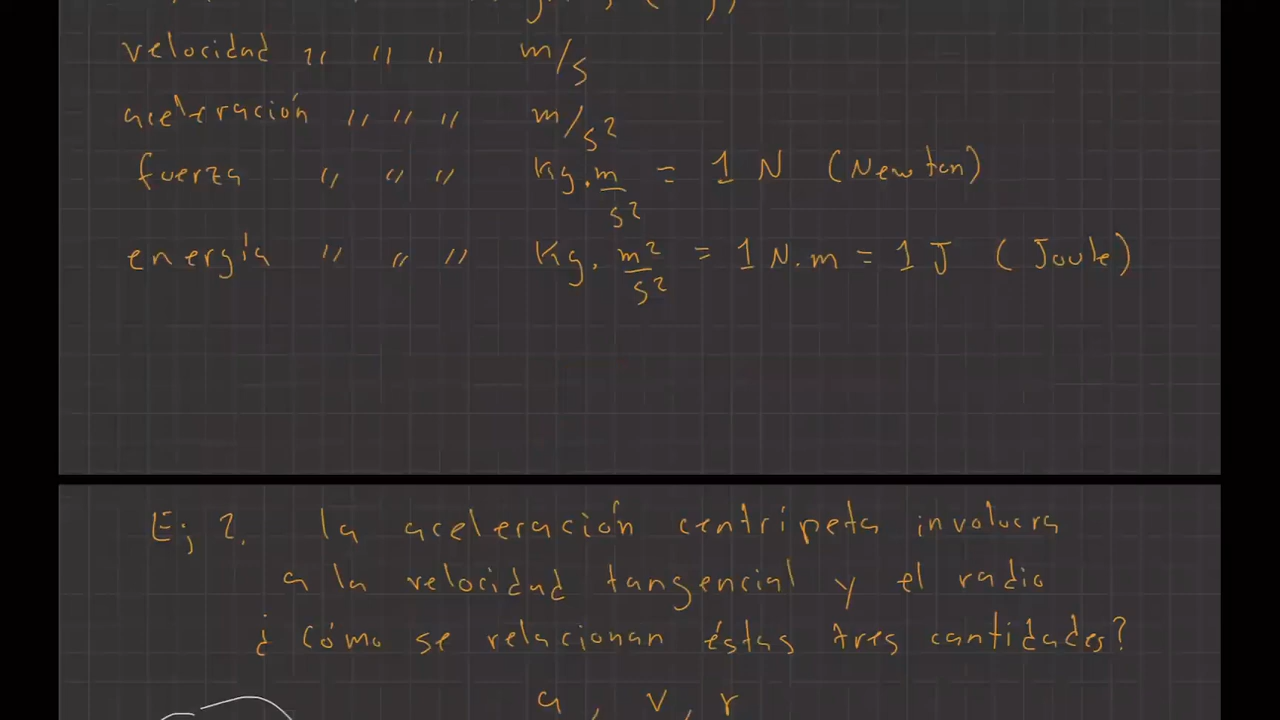 velocidad " " " m/s
aceleración " " " m/s²
fuerza " " " Kg.m/s² = 1 N (Newton)
energía " " " Kg. m²/s² = 1 N.m = 1 J (Joule)
Ej 2. la aceleración centrípeta involucra
a la velocidad tangencial y el radio
¿ Cómo se relacionan éstas tres cantidades?
a, v, r